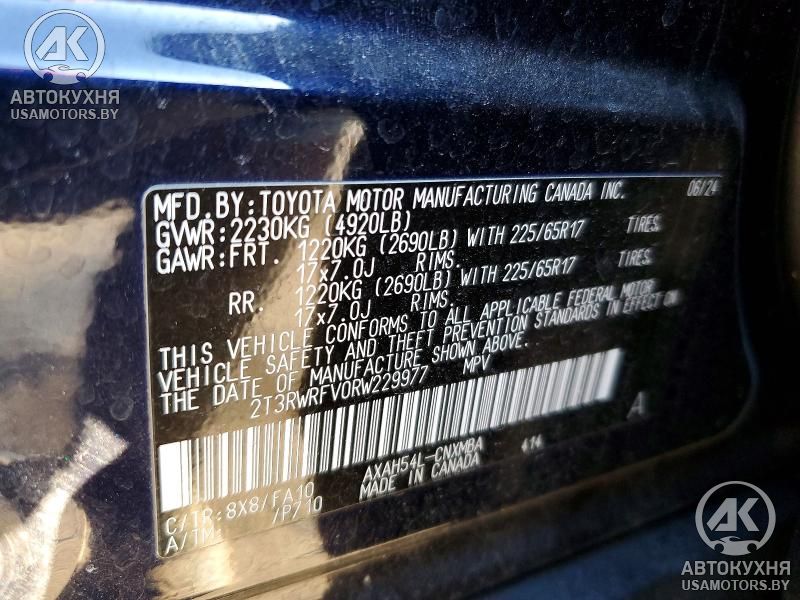 AK
АВТОКУХНЯ
USAMOTORS.BY
MFD.BY:TOYOTA MOTOR MANUFACTURING CANADA INC. 06/24
GVWR:2230KG (4920LB)
GAWR:FRT. 1220KG (2690LB) WITH 225/65R17 TIRES.
17x7.0J RIMS.
RR. 1220KG (2690LB) WITH 225/65R17 TIRES.
17x7.0J RIMS.
THIS VEHICLE CONFORMS TO ALL APPLICABLE FEDERAL MOTOR
VEHICLE SAFETY AND THEFT PREVENTION STANDARDS IN EFFECT ON
THE DATE OF MANUFACTURE SHOWN ABOVE.
2T3RWRFV0RW229977 MPV
A
C/TR:8X8/FA10 AXAH54L-CNXMBA 414
A/TM: /P710 MADE IN CANADA
AK
АВТОКУХНЯ
USAMOTORS.BY